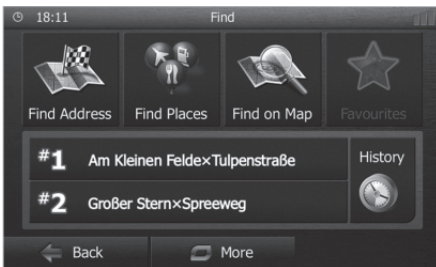 18:11 Find
Find Address Find Places Find on Map Favourites
#1 Am Kleinen Felde×Tulpenstraße History
#2 Großer Stern×Spreeweg
Back More